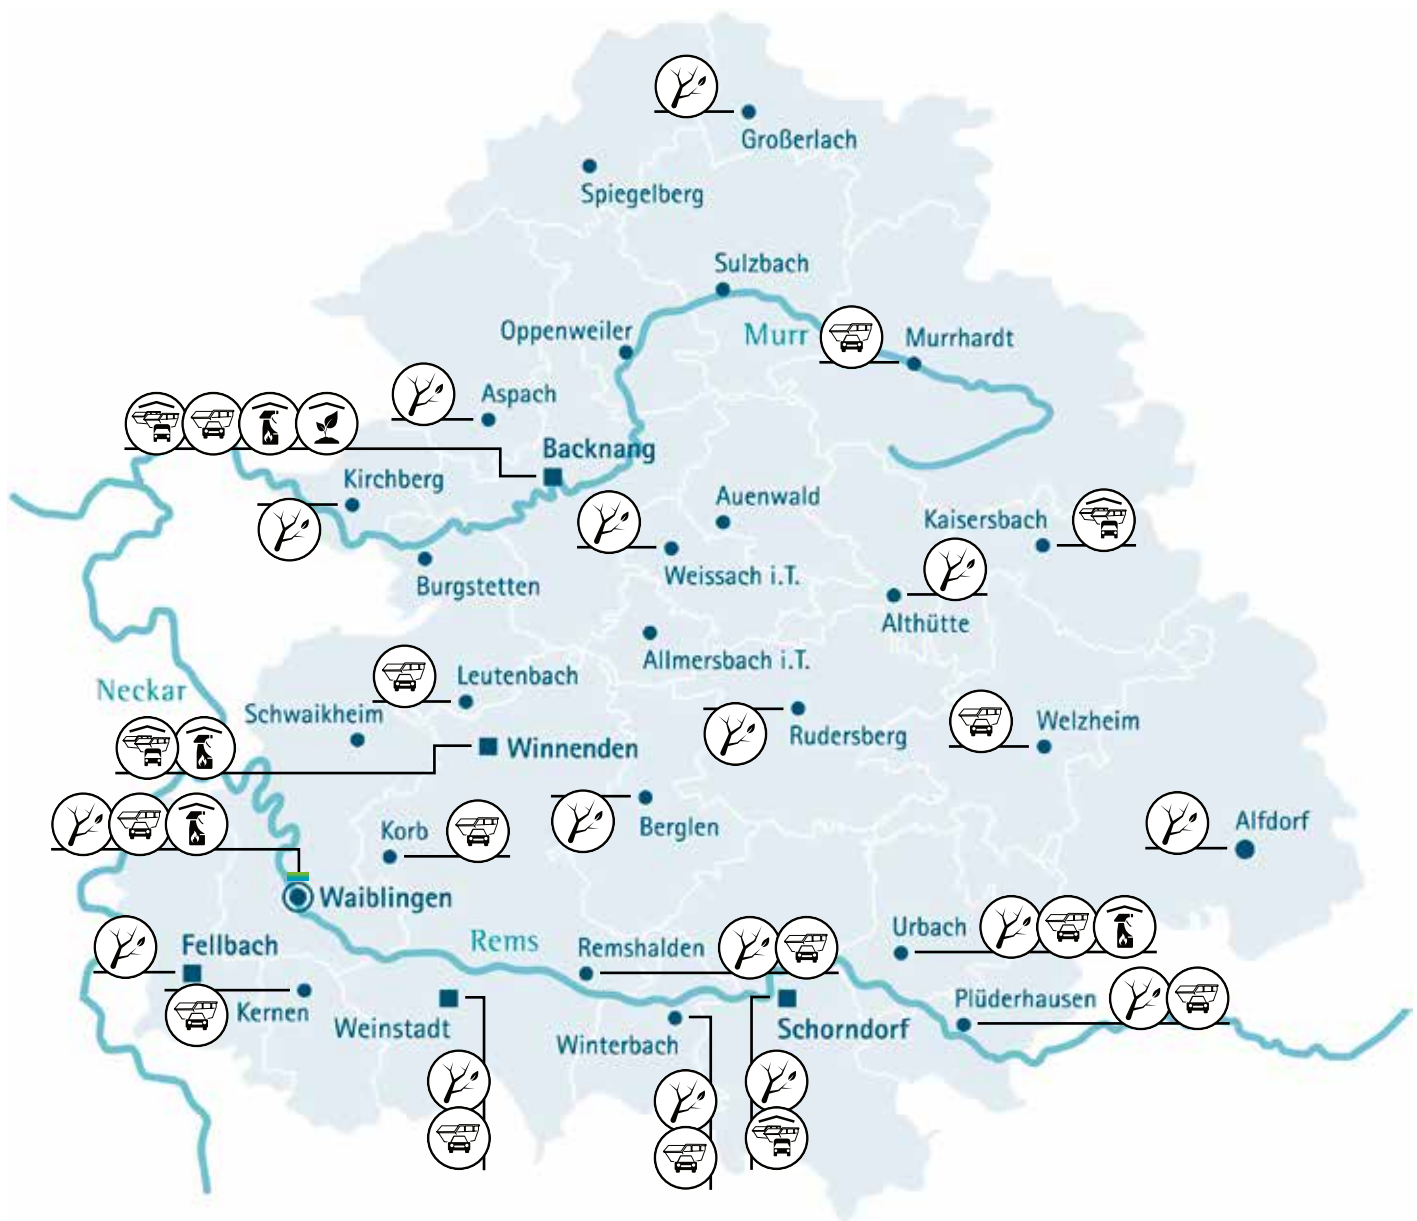 Großerlach
Spiegelberg
Sulzbach
Oppenweiler
Murr
Murrhardt
Aspach
Backnang
Kirchberg
Auenwald
Kaisersbach
Weissach i.T.
Burgstetten
Althütte
Allmersbach i.T.
Leutenbach
Neckar
Schwaikheim
Welzheim
Rudersberg
Winnenden
Korb
Berglen
Alfdorf
Waiblingen
Urbach
Rems
Fellbach
Remshalden
Plüderhausen
Kernen
Weinstadt
Schorndorf
Winterbach